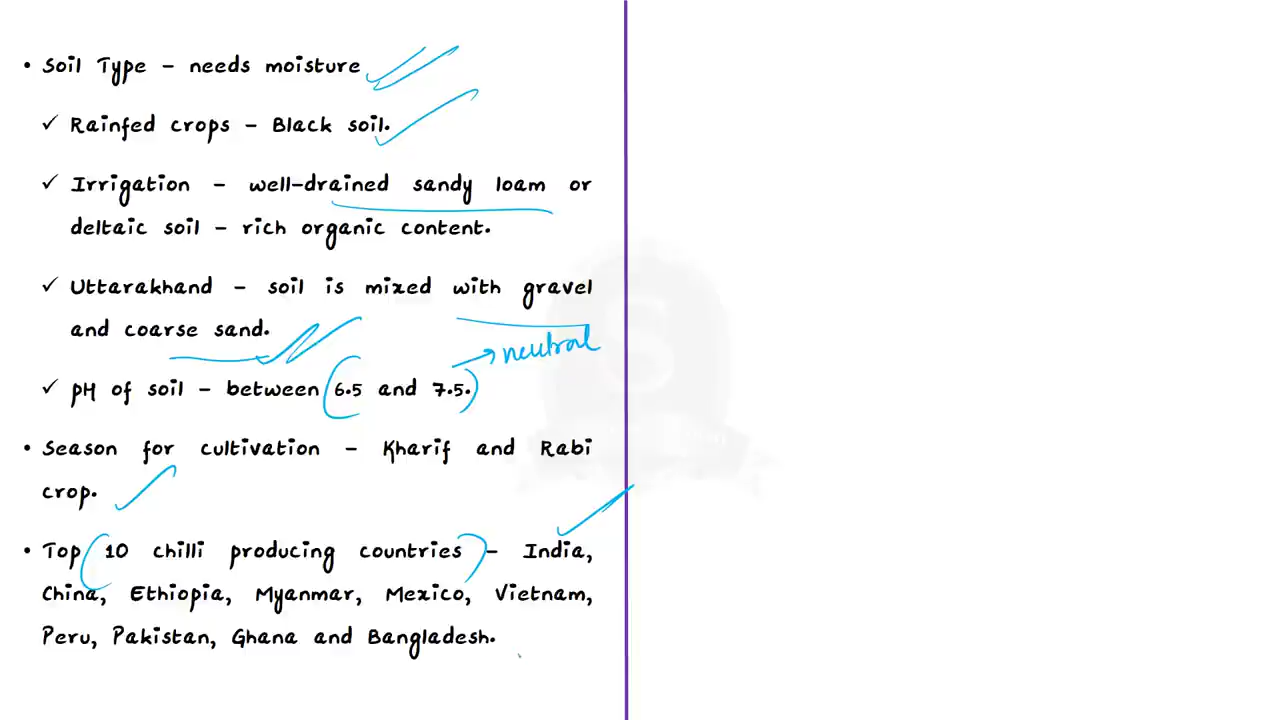 • Soil Type – needs moisture
✓ Rainfed crops – Black soil.
✓ Irrigation – well-drained sandy loam or
deltaic soil – rich organic content.
✓ Uttarakhand – soil is mixed with gravel
and coarse sand.
→ neutral
✓ pH of soil – between (6.5 and 7.5.)
• Season for cultivation – Kharif and Rabi
crop.
• Top (10 chilli producing countries) – India,
China, Ethiopia, Myanmar, Mexico, Vietnam,
Peru, Pakistan, Ghana and Bangladesh.